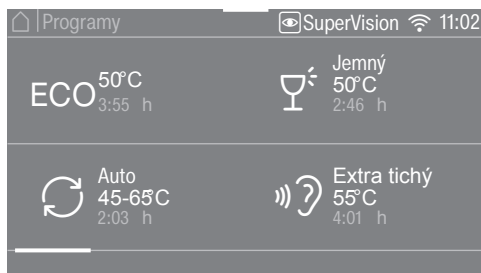 Programy SuperVision 11:02
ECO 50°C
3:55 h
Jemný
50°C
2:46 h
Auto
45-65°C
2:03 h
Extra tichý
55°C
4:01 h